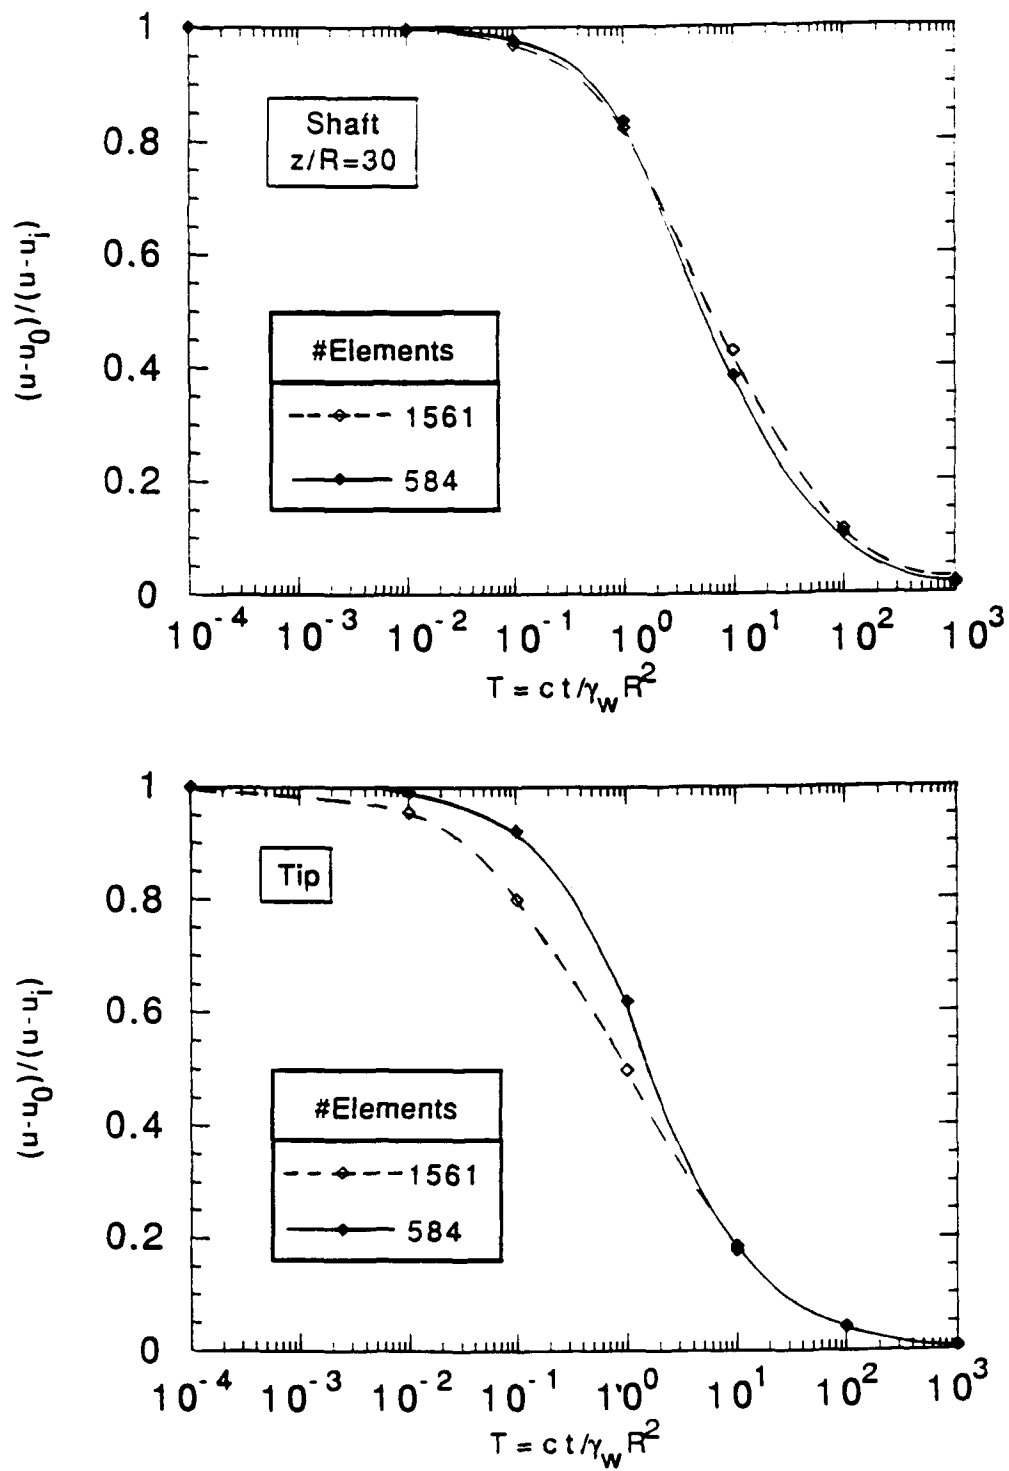 1
0.8
0.6
0.4
0.2
0
(u-u₀)/(u-uᵢ)
Shaft
z/R=30
#Elements
1561
584
10⁻⁴ 10⁻³ 10⁻² 10⁻¹ 10⁰ 10¹ 10² 10³
T = c t/γ_w R²
1
0.8
0.6
0.4
0.2
0
(u-u₀)/(u-uᵢ)
Tip
#Elements
1561
584
10⁻⁴ 10⁻³ 10⁻² 10⁻¹ 10⁰ 10¹ 10² 10³
T = c t/γ_w R²